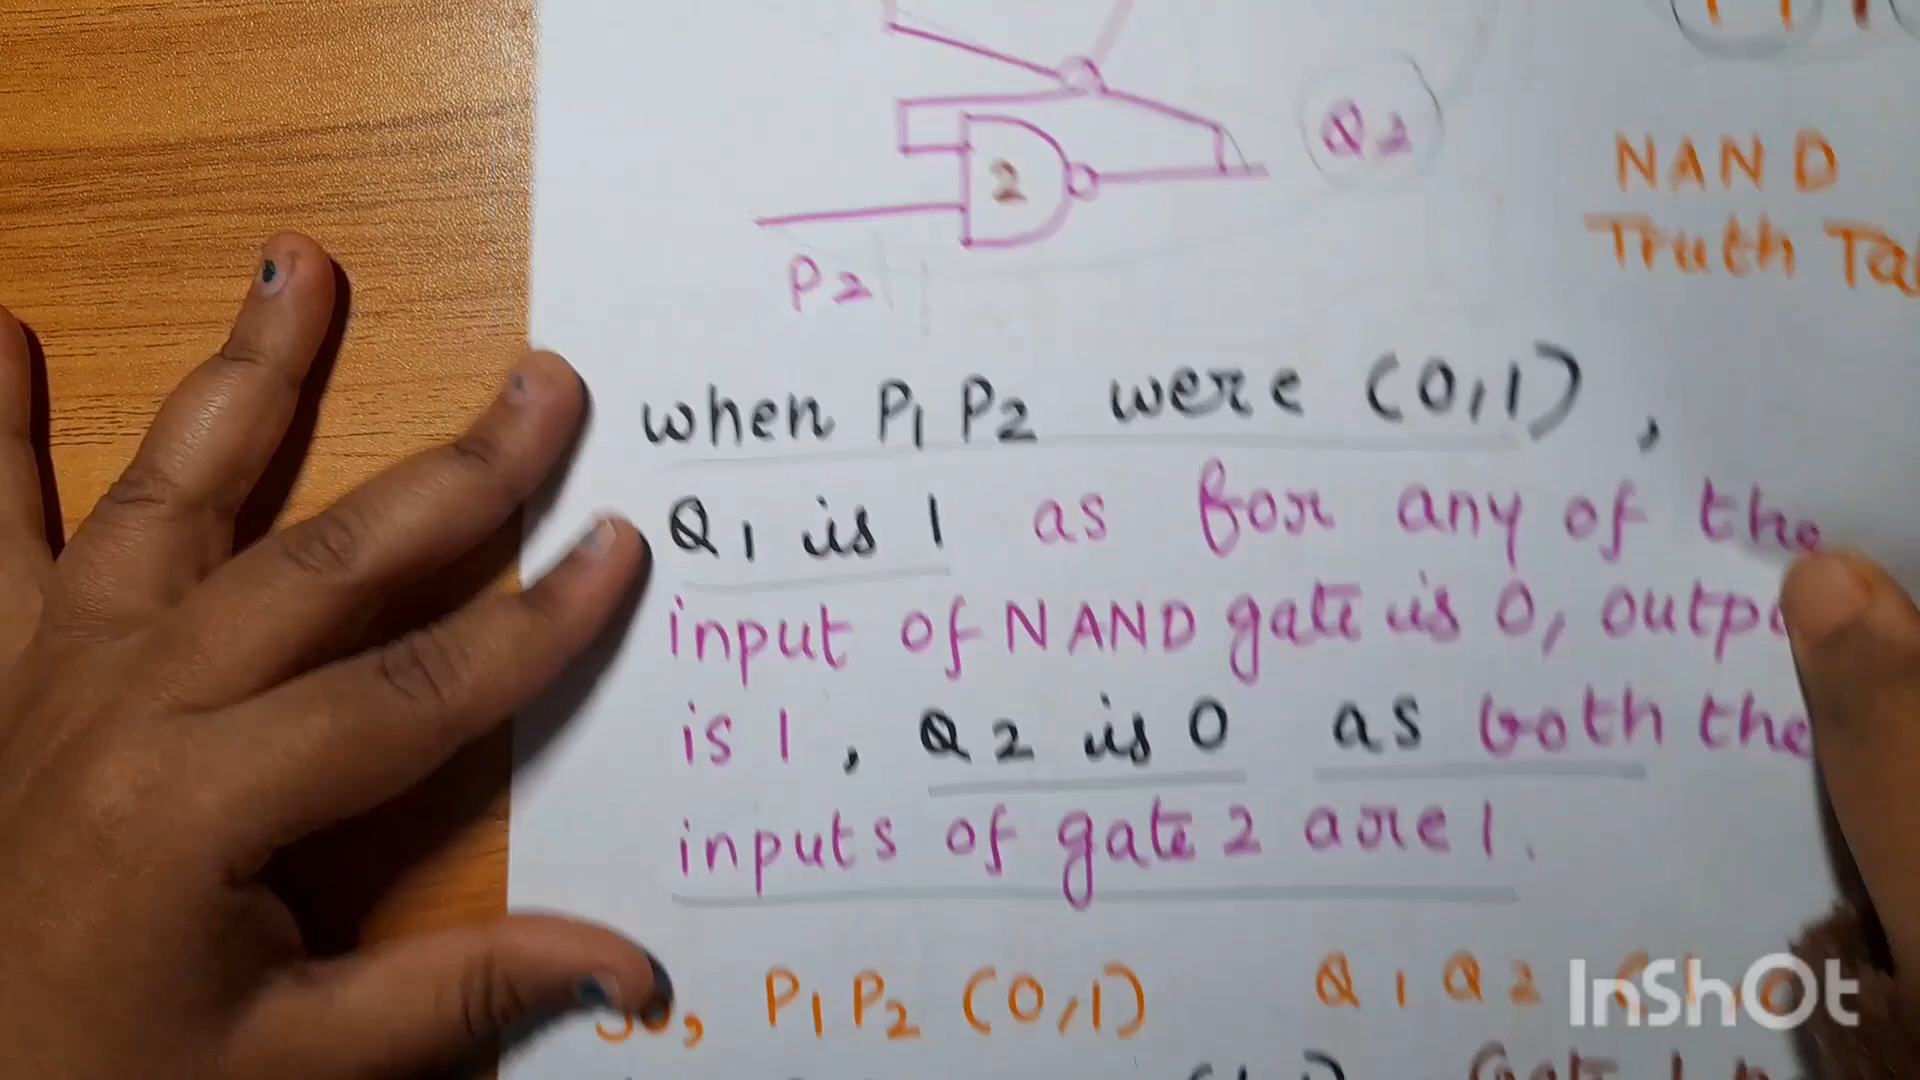 Q2
2
NAND
Truth
P2
when P1 P2 were (0,1),
Q1 is 1 as for any of the
input of NAND gate is 0,
is 1, Q2 is 0 as both the
inputs of gate 2 are 1.
So, P1 P2 (0,1) Q1 Q2
InShOt